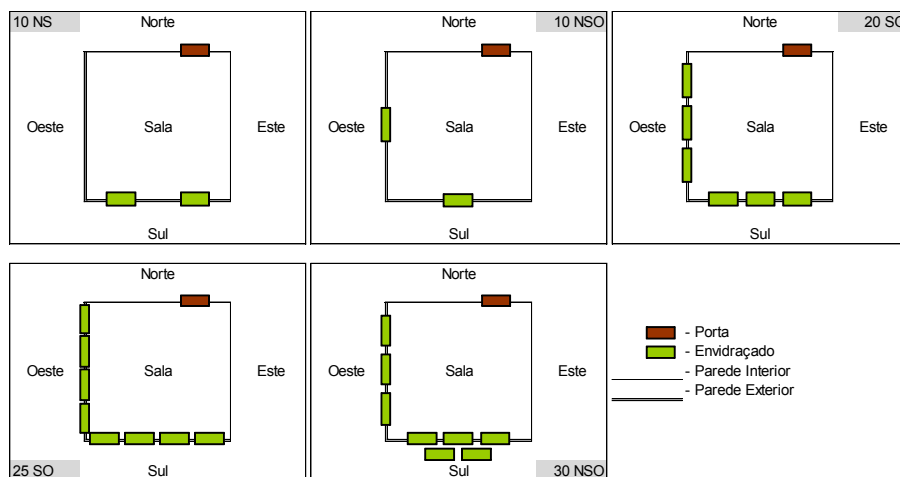 10 NS
Norte
Oeste
Sala
Este
Sul
Norte
10 NSO
Oeste
Sala
Este
Sul
Norte
20 SO
Oeste
Sala
Este
Sul
Norte
Oeste
Sala
Este
25 SO
Sul
Norte
Oeste
Sala
Este
Sul
30 NSO
- Porta
- Envidraçado
- Parede Interior
- Parede Exterior